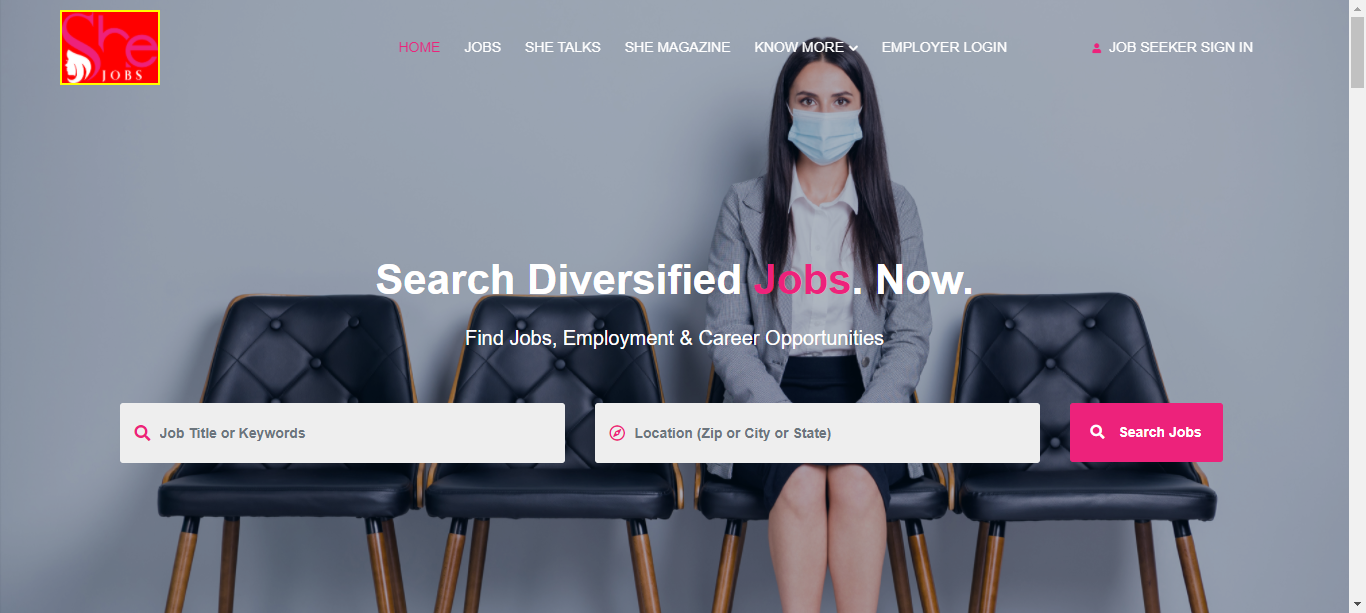 She
JOBS
HOME JOBS SHE TALKS SHE MAGAZINE KNOW MORE EMPLOYER LOGIN JOB SEEKER SIGN IN
Search Diversified Jobs. Now.
Find Jobs, Employment & Career Opportunities
Job Title or Keywords Location (Zip or City or State) Search Jobs